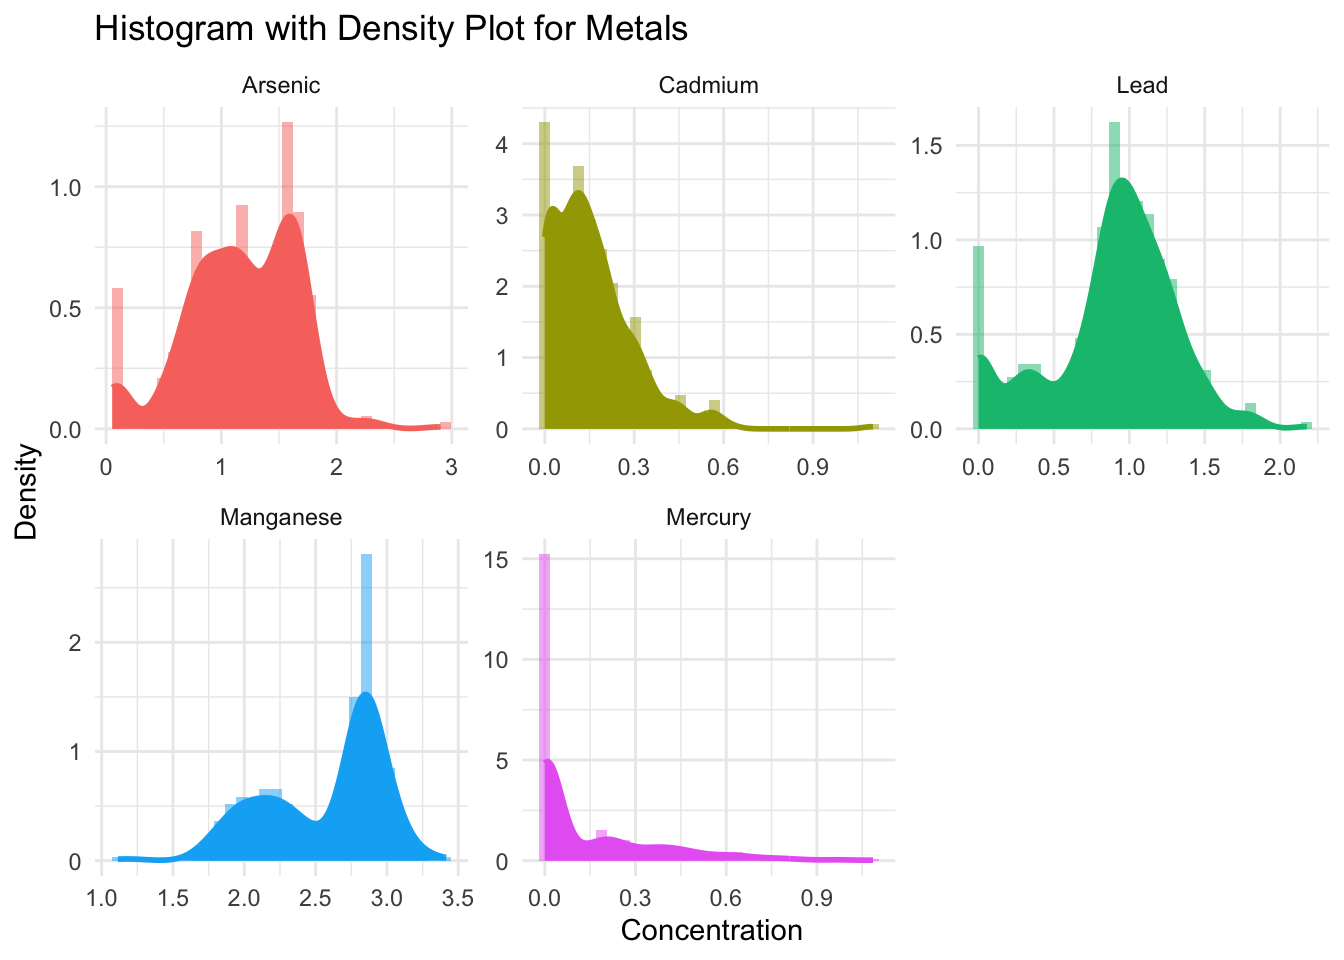 Histogram with Density Plot for Metals
Arsenic
Cadmium
Lead
1.0
0.5
0.0
0 1 2 3
4
3
2
1
0
0.0 0.3 0.6 0.9
1.5
1.0
0.5
0.0
0.0 0.5 1.0 1.5 2.0
Density
Manganese
Mercury
2
1
0
1.0 1.5 2.0 2.5 3.0 3.5
15
10
5
0
0.0 0.3 0.6 0.9
Concentration